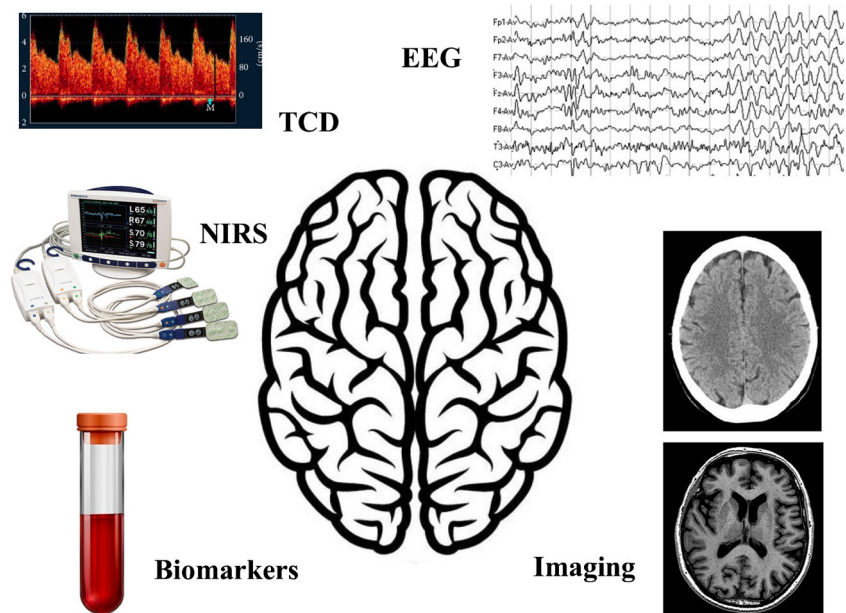 6
4
2
0
2
160
80
0
(cm/s)
M
TCD
EEG
Fp1-Av
Fp2-Av
F7-Av
F3-Av
Fz-Av
F4-Av
F8-Av
T3-Av
C3-Av
NIRS
L65
R67
S70
S79
Biomarkers
Imaging